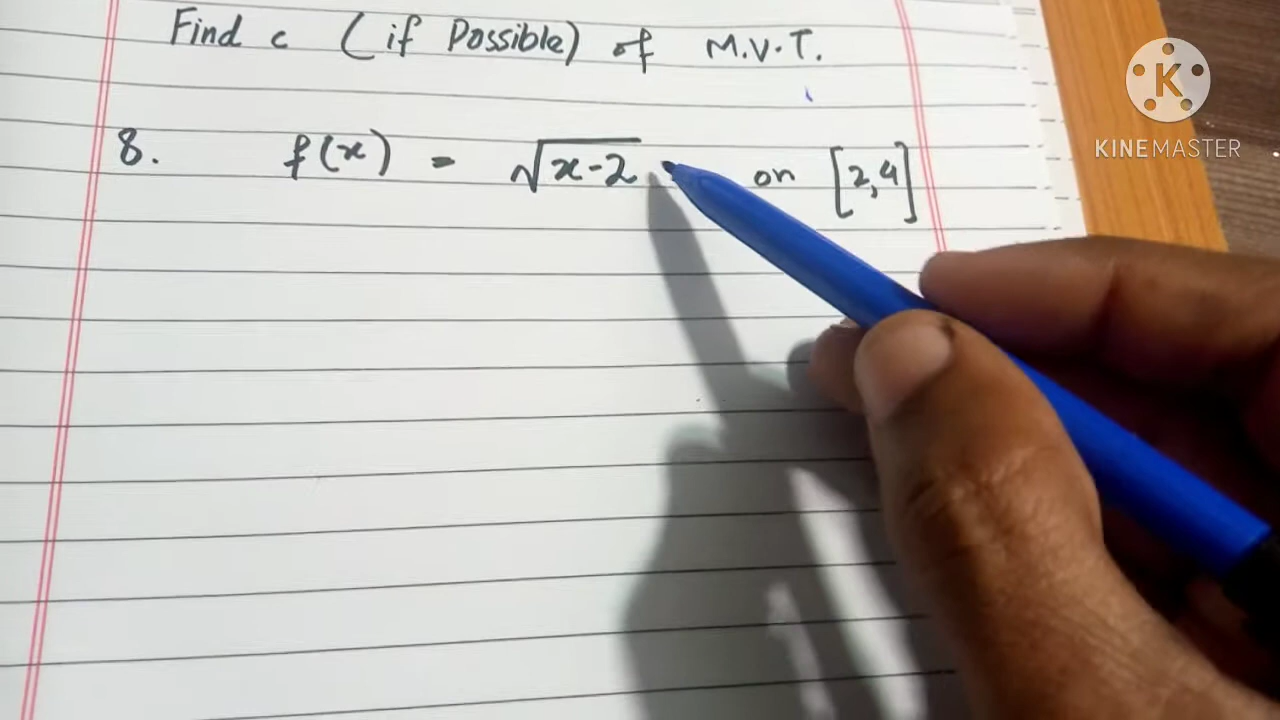 Find c (if Possible) of M.V.T.
8. f(x) = √x-2 on [2,4]
K
KINEMASTER